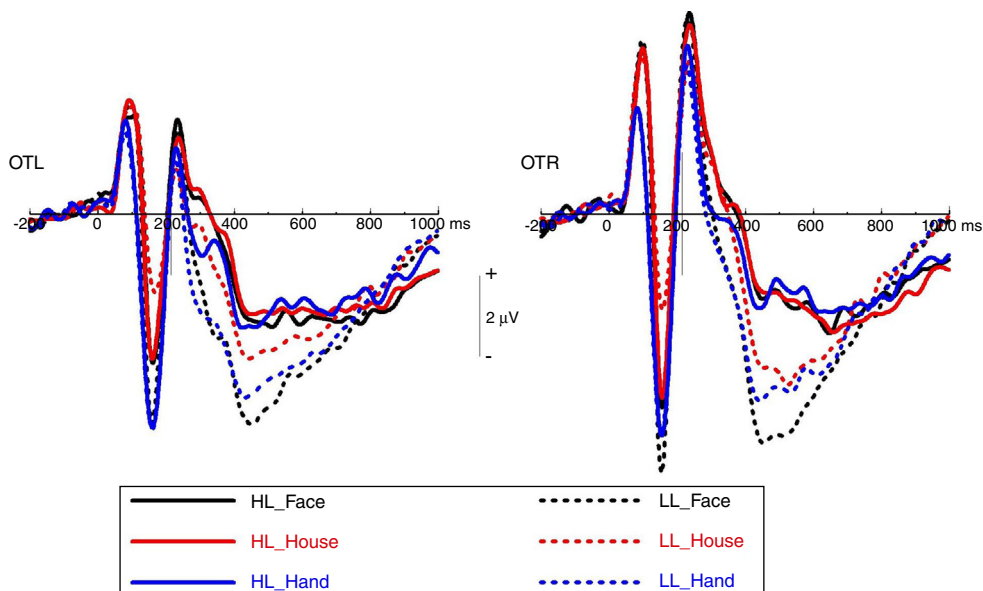 OTL
OTR
-200 0 200 400 600 800 1000 ms
-200 0 200 400 600 800 1000 ms
+
2 μV
-
HL_Face LL_Face
HL_House LL_House
HL_Hand LL_Hand